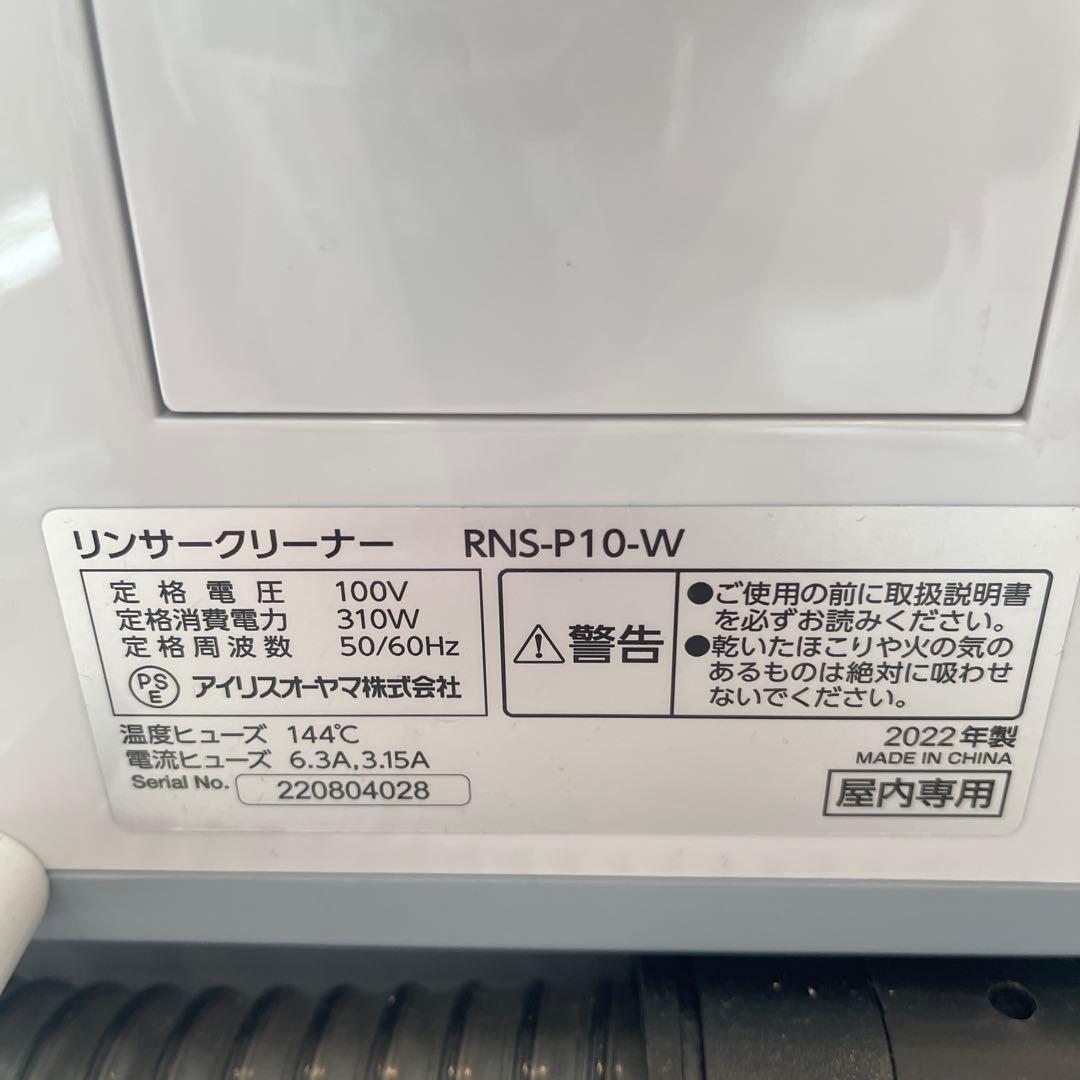 リンサークリーナー RNS-P10-W
定格電圧 100V
定格消費電力 310W
定格周波数 50/60Hz
PSE アイリスオーヤマ株式会社
警告
●ご使用の前に取扱説明書
を必ずお読みください。
●乾いたほこりや火の気の
あるものは絶対に吸わせ
ないでください。
温度ヒューズ 144℃
電流ヒューズ 6.3A,3.15A
Serial No. 220804028
2022年製
MADE IN CHINA
屋内専用